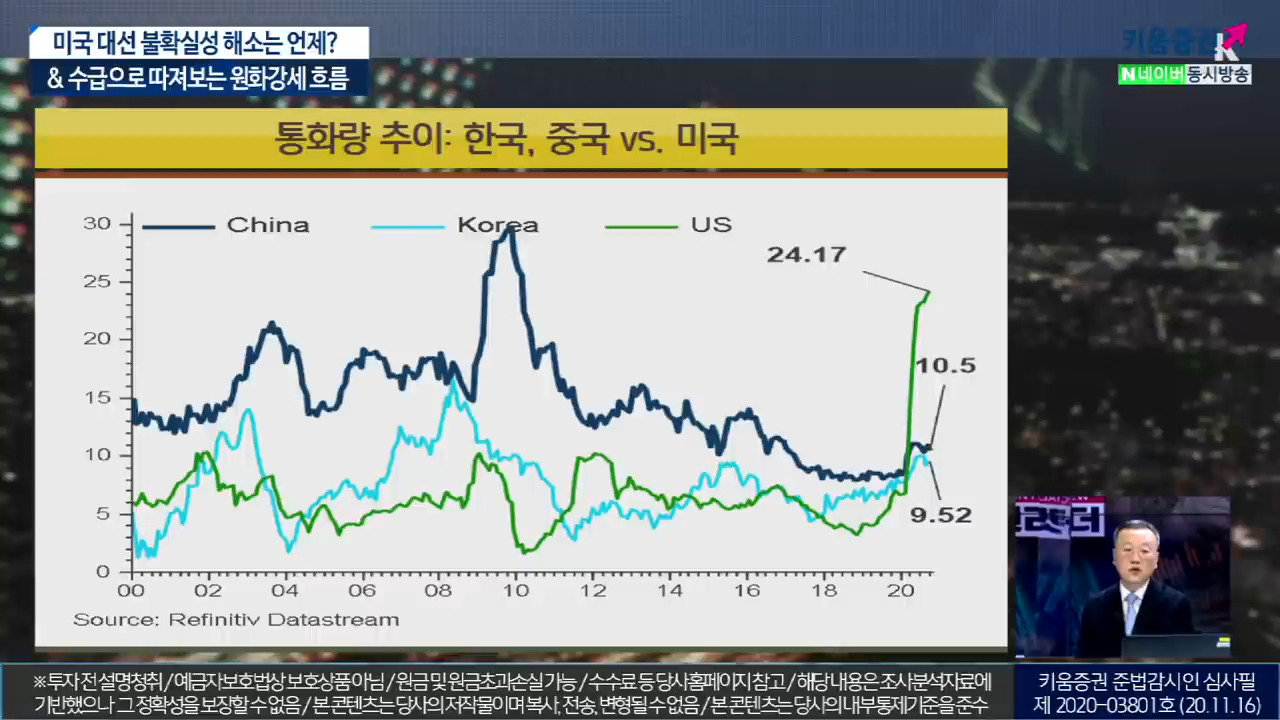 미국 대선 불확실성 해소는 언제?
& 수급으로 따져보는 원화강세 흐름
키움증권
N 네이버 동시방송
통화량 추이: 한국, 중국 vs. 미국
China Korea US
30
25
20
15
10
5
0
24.17
10.5
9.52
00 02 04 06 08 10 12 14 16 18 20
Source: Refinitiv Datastream
※ 투자 전 설명청취 / 예금자보호법상 보호상품 아님 / 원금 및 원금초과손실 가능 / 수수료 등 당사 홈페이지 참고 / 해당 내용은 조사분석자료에
기반했으나 그 정확성을 보장할 수 없음 / 본 콘텐츠는 당사의 저작물이며 복사, 전송, 변형될 수 없음 / 본 콘텐츠는 당사의 내부통제기준을 준수
키움증권 준법감시인 심사필
제 2020-03801호 (20.11.16)